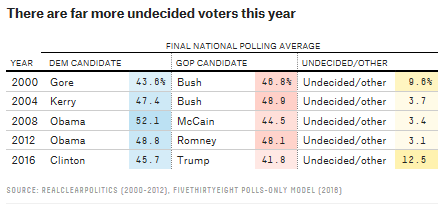 There are far more undecided voters this year
FINAL NATIONAL POLLING AVERAGE
YEAR DEM CANDIDATE GOP CANDIDATE UNDECIDED/OTHER
2000 Gore 43.6% Bush 46.8% Undecided/other 9.6%
2004 Kerry 47.4 Bush 48.9 Undecided/other 3.7
2008 Obama 52.1 McCain 44.5 Undecided/other 3.4
2012 Obama 48.8 Romney 48.1 Undecided/other 3.1
2016 Clinton 45.7 Trump 41.8 Undecided/other 12.5
SOURCE: REALCLEARPOLITICS (2000-2012), FIVETHIRTYEIGHT POLLS-ONLY MODEL (2016)